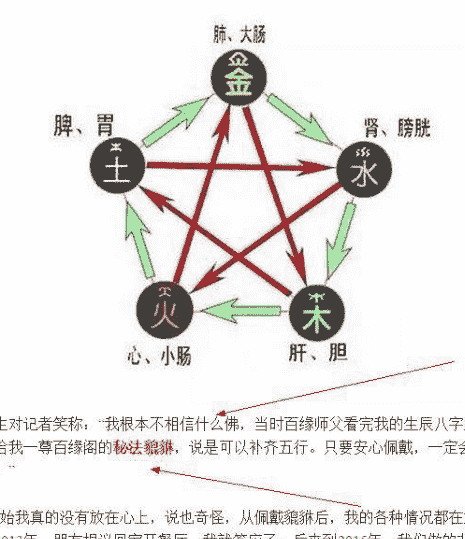 肺、大肠
金
脾、胃
肾、膀胱
土
水
火
木
心、小肠
肝、胆
生对记者笑称：“我根本不相信什么佛，当时百缘师父看完我的生辰八字
给我一尊百缘阁的秘法貔貅，说是可以补齐五行。只要安心佩戴，一定会
”
始我真的没有放在心上，说也奇怪，从佩戴貔貅后，我的各种情况都在